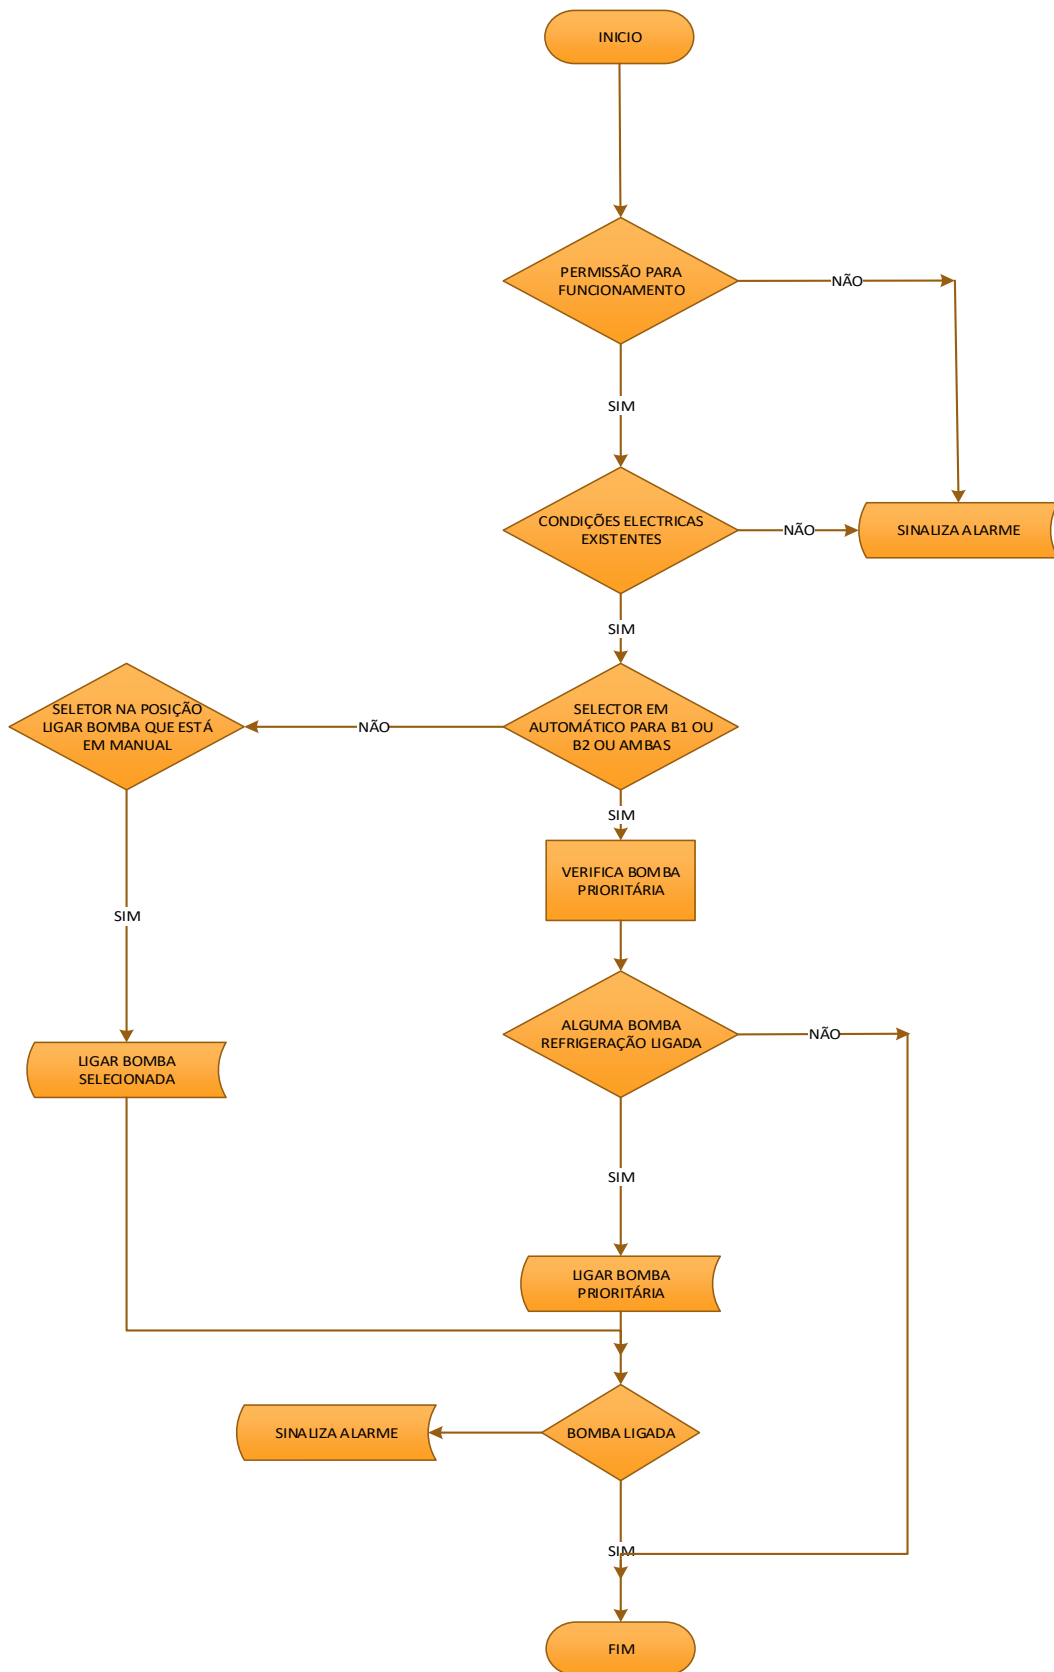 INICIO
PERMISSÃO PARA
FUNCIONAMENTO
NÃO
SIM
CONDIÇÕES ELECTRICAS
EXISTENTES
NÃO
SINALIZA ALARME
SIM
SELETOR NA POSIÇÃO
LIGAR BOMBA QUE ESTÁ
EM MANUAL
NÃO
SELECTOR EM
AUTOMÁTICO PARA B1 OU
B2 OU AMBAS
SIM
VERIFICA BOMBA
PRIORITÁRIA
SIM
ALGUMA BOMBA
REFRIGERAÇÃO LIGADA
NÃO
LIGAR BOMBA
SELECIONADA
SIM
LIGAR BOMBA
PRIORITÁRIA
SINALIZA ALARME
BOMBA LIGADA
SIM
FIM